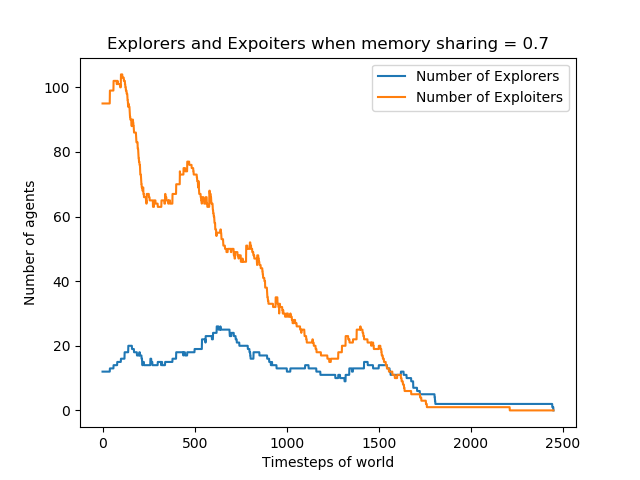 Explorers and Expoiters when memory sharing = 0.7
Number of Explorers
Number of Exploiters
Number of agents
100
80
60
40
20
0
0 500 1000 1500 2000 2500
Timesteps of world